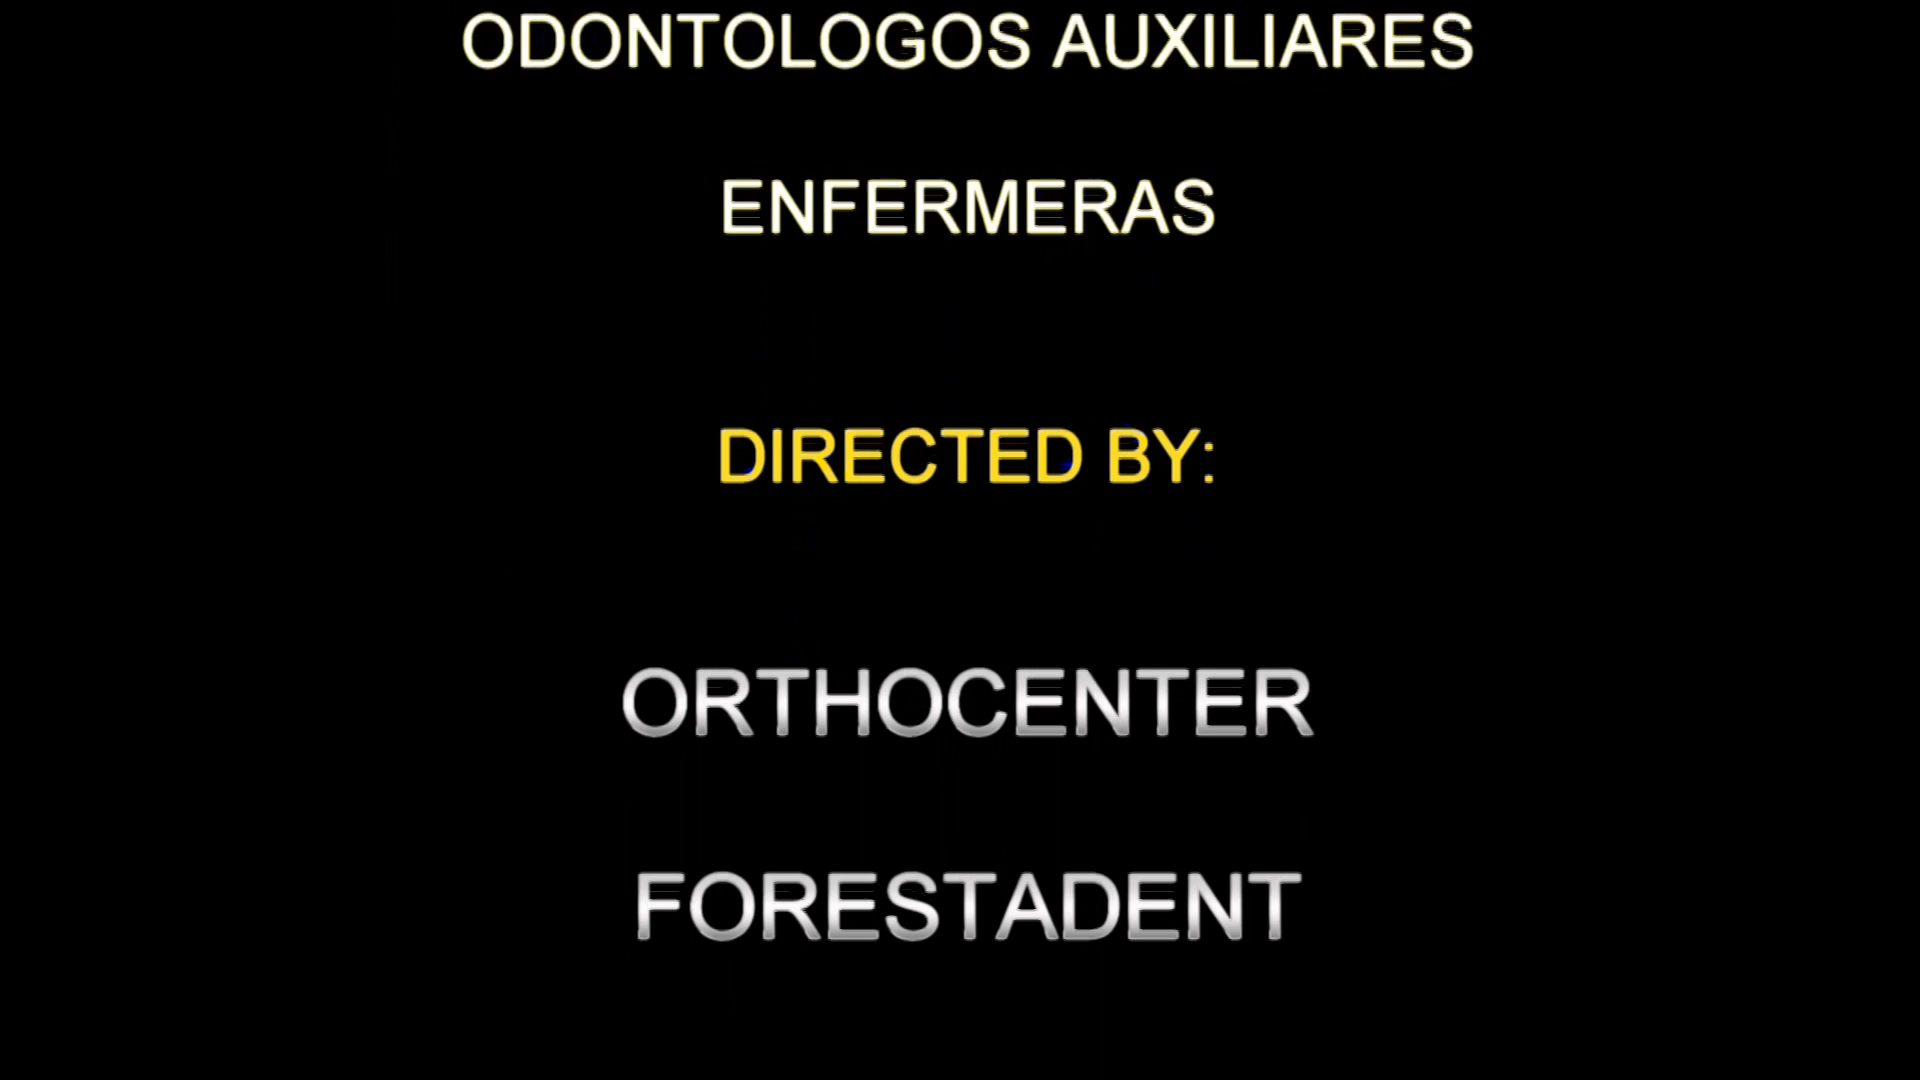 ODONTOLOGOS AUXILIARES
ENFERMERAS
DIRECTED BY:
ORTHOCENTER
FORESTADENT